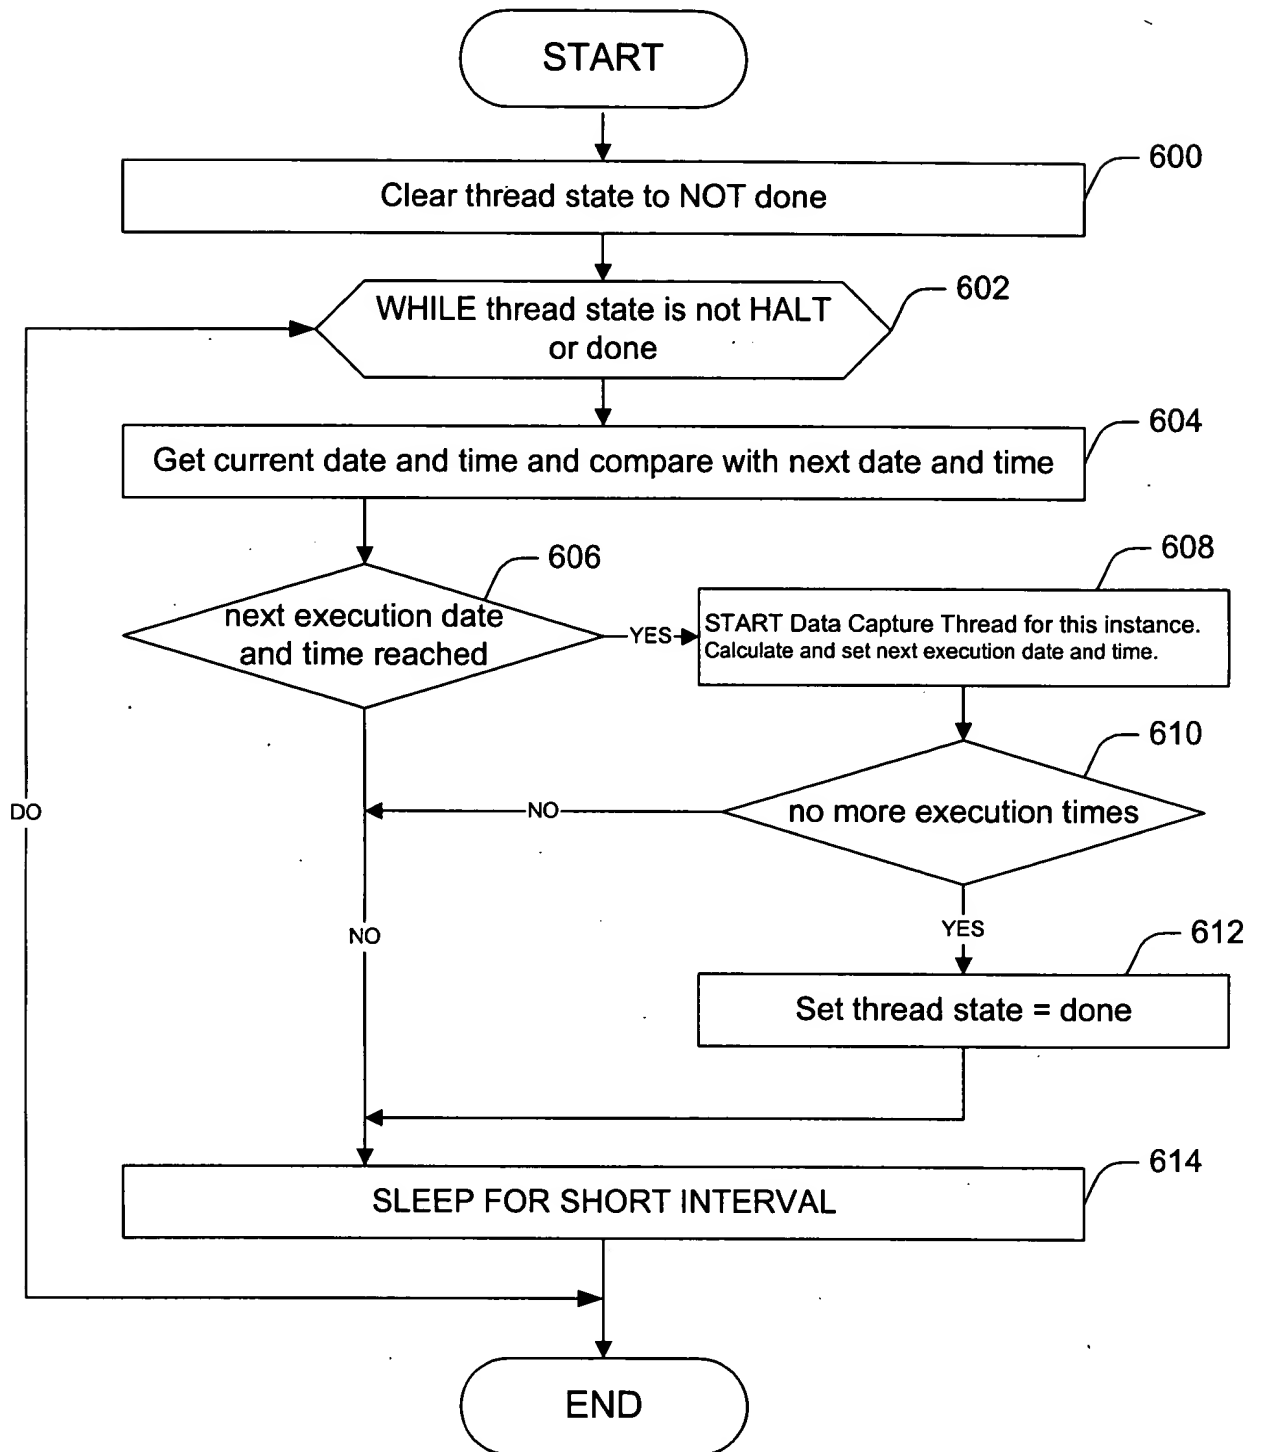 START
600
Clear thread state to NOT done
602
WHILE thread state is not HALT
or done
604
Get current date and time and compare with next date and time
606
608
next execution date
and time reached
YES
START Data Capture Thread for this instance.
Calculate and set next execution date and time.
610
DO
NO
no more execution times
NO
YES
612
Set thread state = done
614
SLEEP FOR SHORT INTERVAL
END